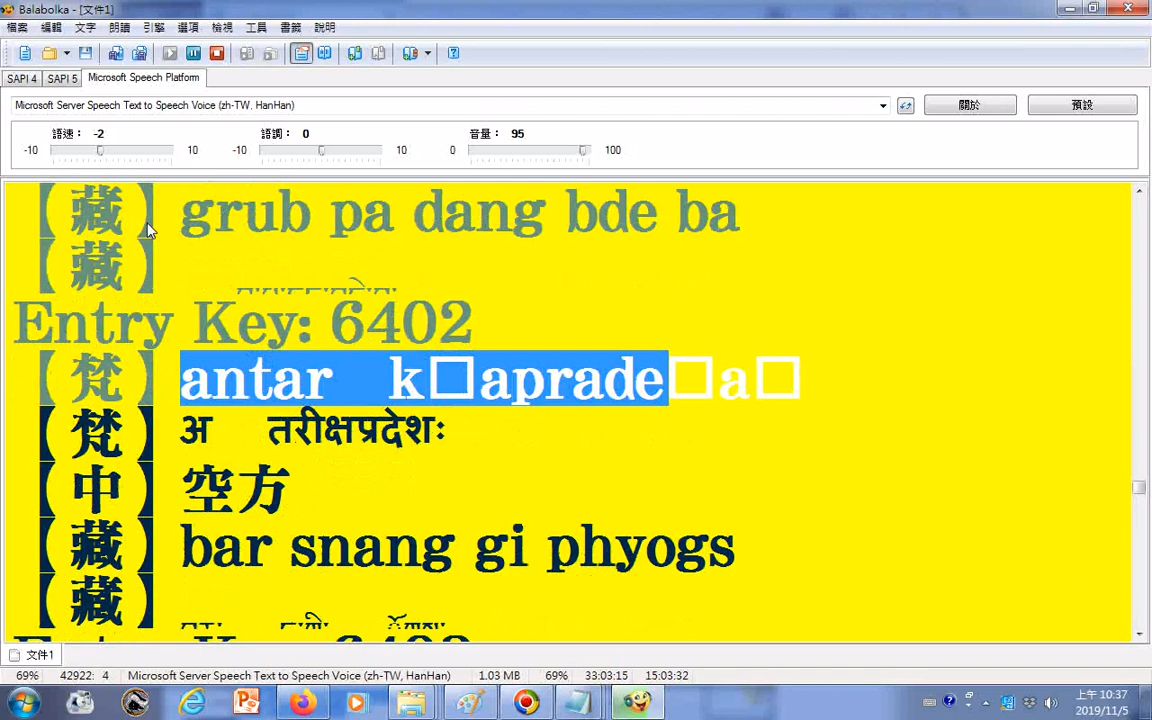 Balabolka - [文件1]
檔案 編輯 文字 朗讀 引擎 選項 檢視 工具 書籤 說明
SAPI 4 SAPI 5 Microsoft Speech Platform
Microsoft Server Speech Text to Speech Voice (zh-TW, HanHan) 關於 預設
語速： -2 語調： 0 音量： 95
-10 10 -10 10 0 100
【藏】 grub pa dang bde ba
【藏】
Entry Key: 6402
【梵】 antar k□aprade□a□
【梵】 अ तरीक्षप्रदेशः
【中】 空方
【藏】 bar snang gi phyogs
【藏】
文件1
69% 42922: 4 Microsoft Server Speech Text to Speech Voice (zh-TW, HanHan) 1.03 MB 69% 33:03:15 15:03:32
上午 10:37
2019/11/5